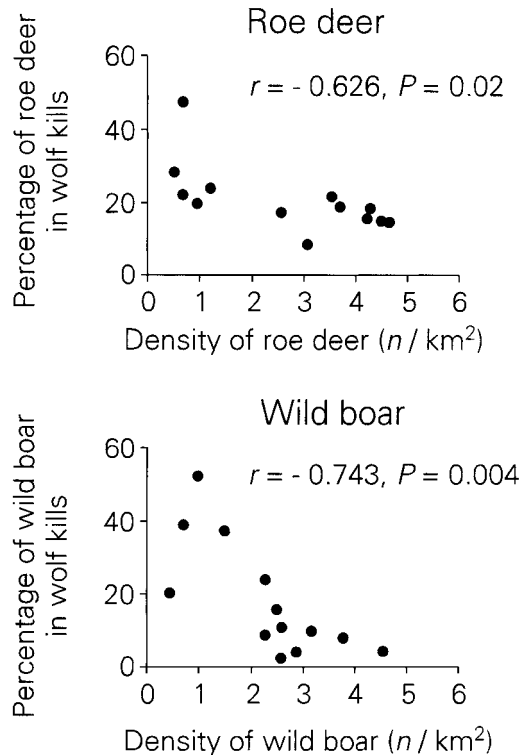 Roe deer
Percentage of roe deer
in wolf kills
r = - 0.626, P = 0.02
60
40
20
0
0 1 2 3 4 5 6
Density of roe deer (n / km²)
Wild boar
Percentage of wild boar
in wolf kills
r = - 0.743, P = 0.004
60
40
20
0
0 1 2 3 4 5 6
Density of wild boar (n / km²)